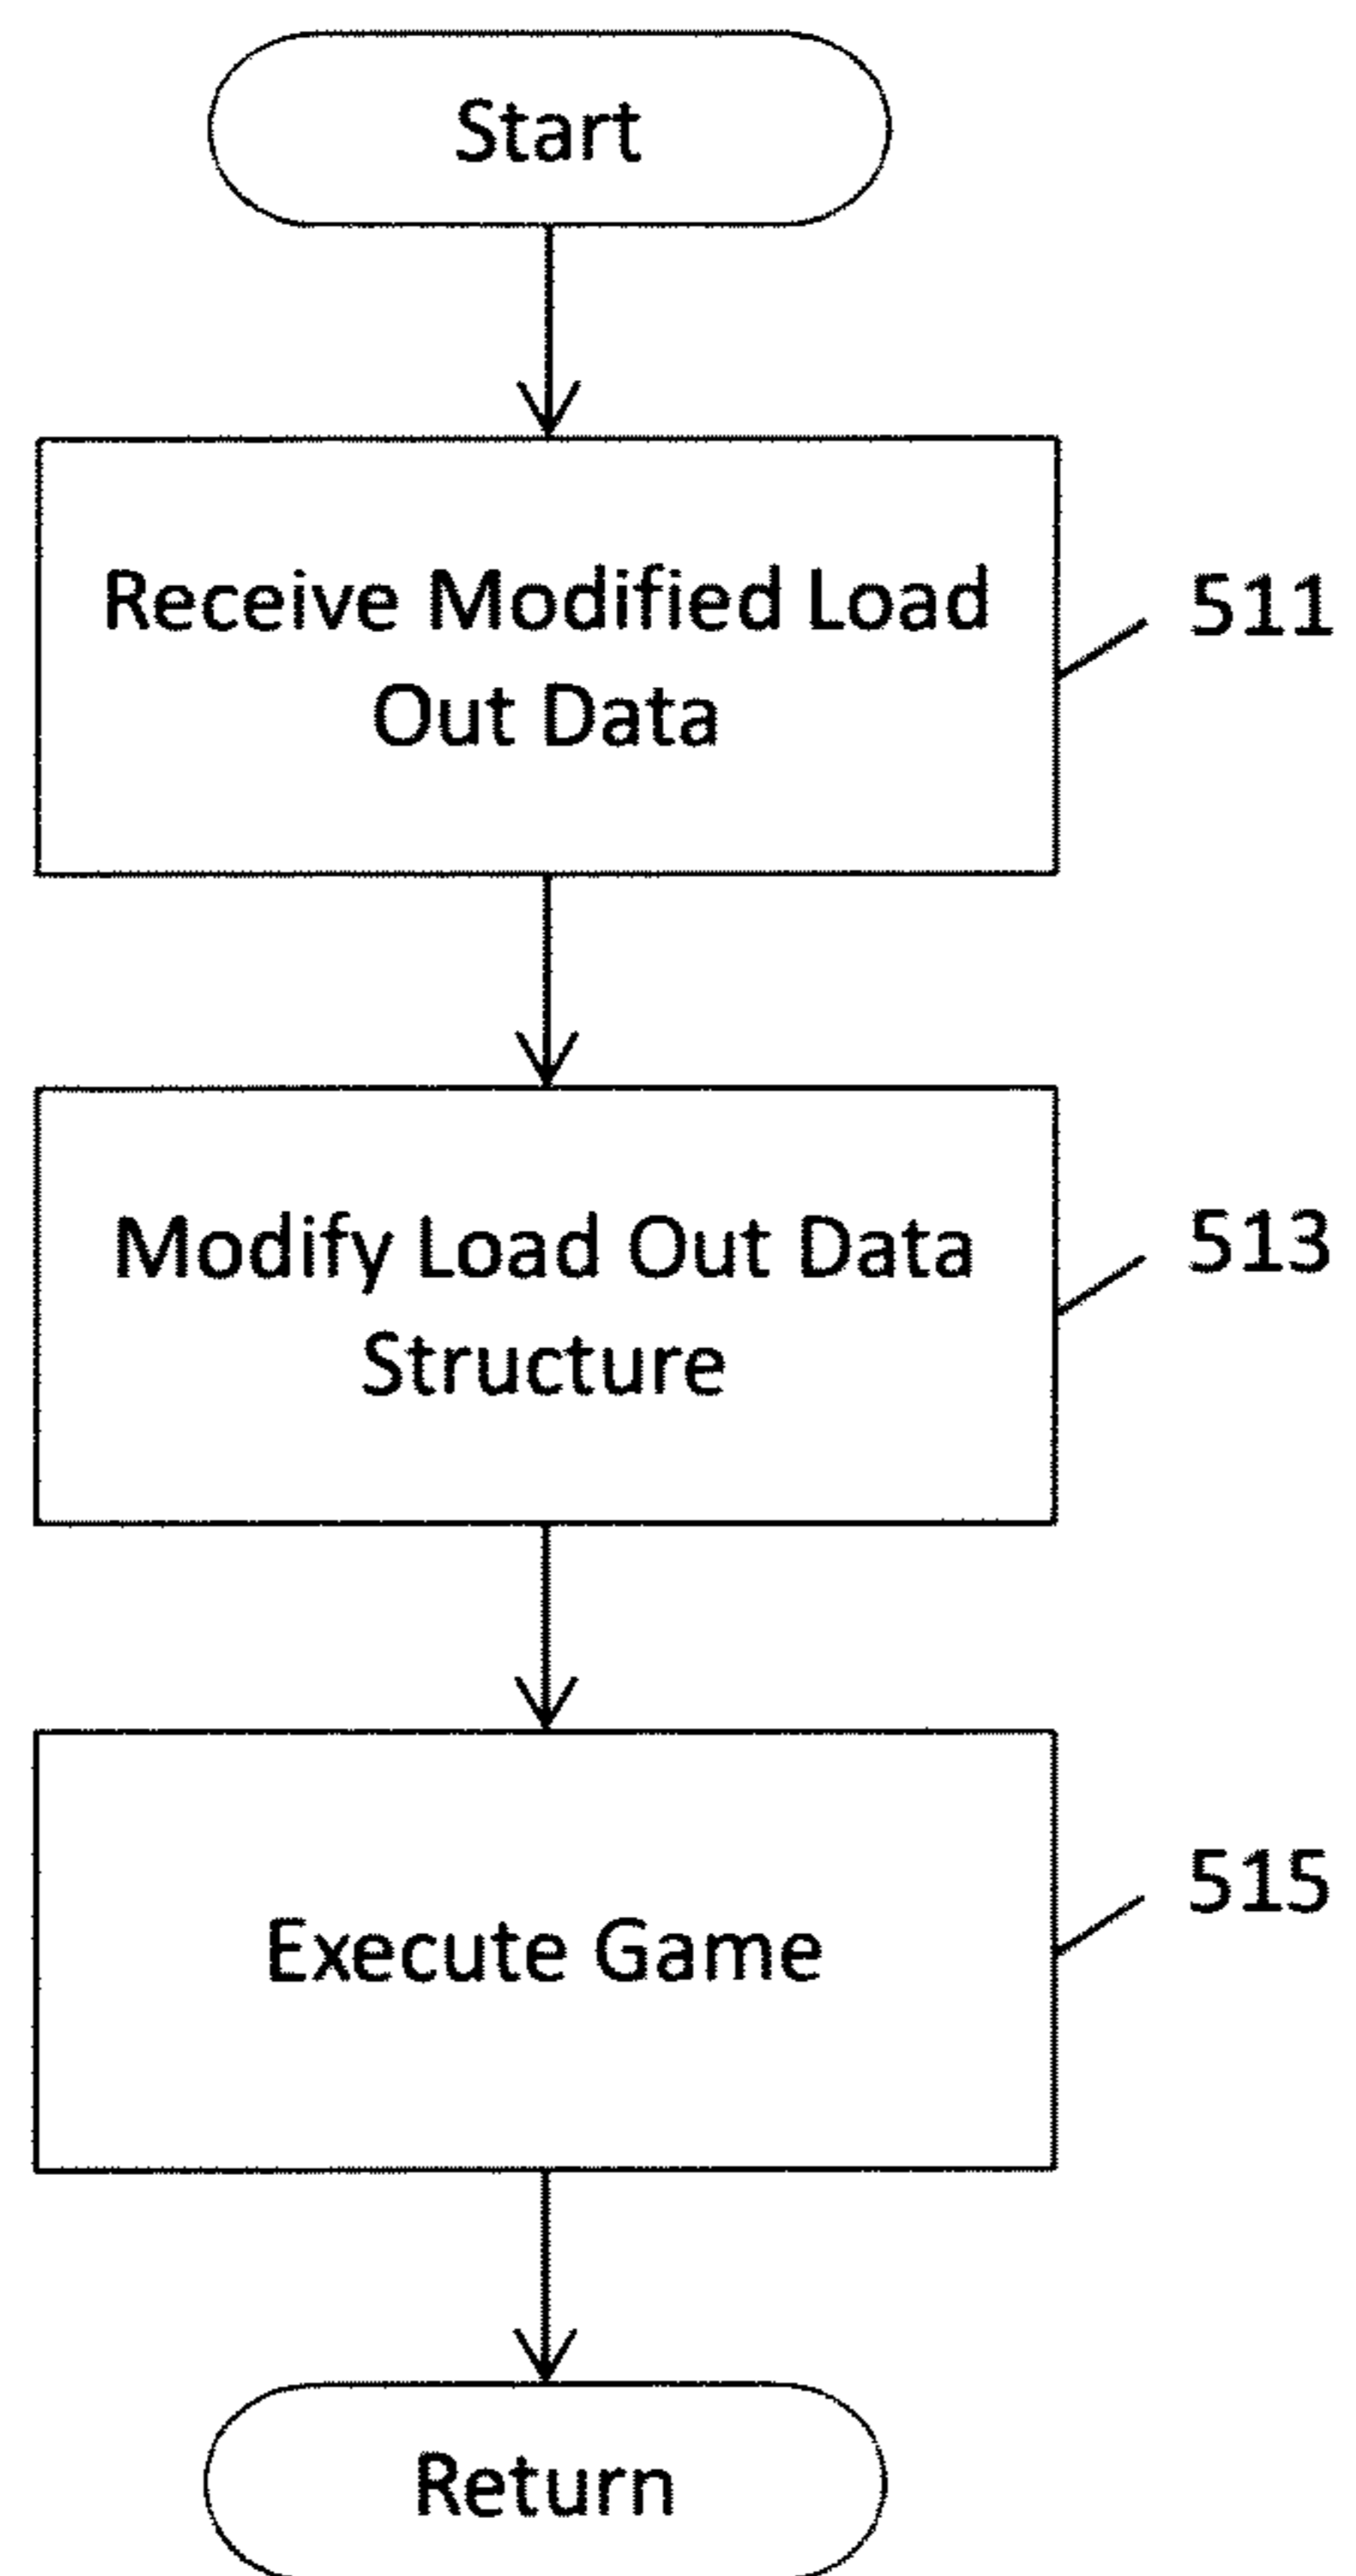 Start
Receive Modified Load
Out Data
511
Modify Load Out Data
Structure
513
Execute Game
515
Return